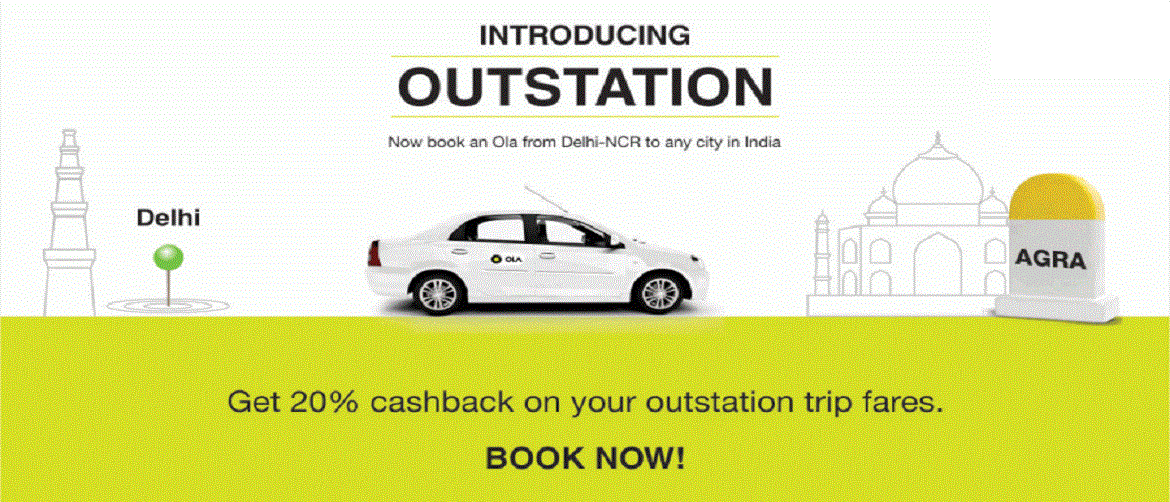 INTRODUCING
OUTSTATION
Now book an Ola from Delhi-NCR to any city in India
Delhi
OLA
AGRA
Get 20% cashback on your outstation trip fares.
BOOK NOW!